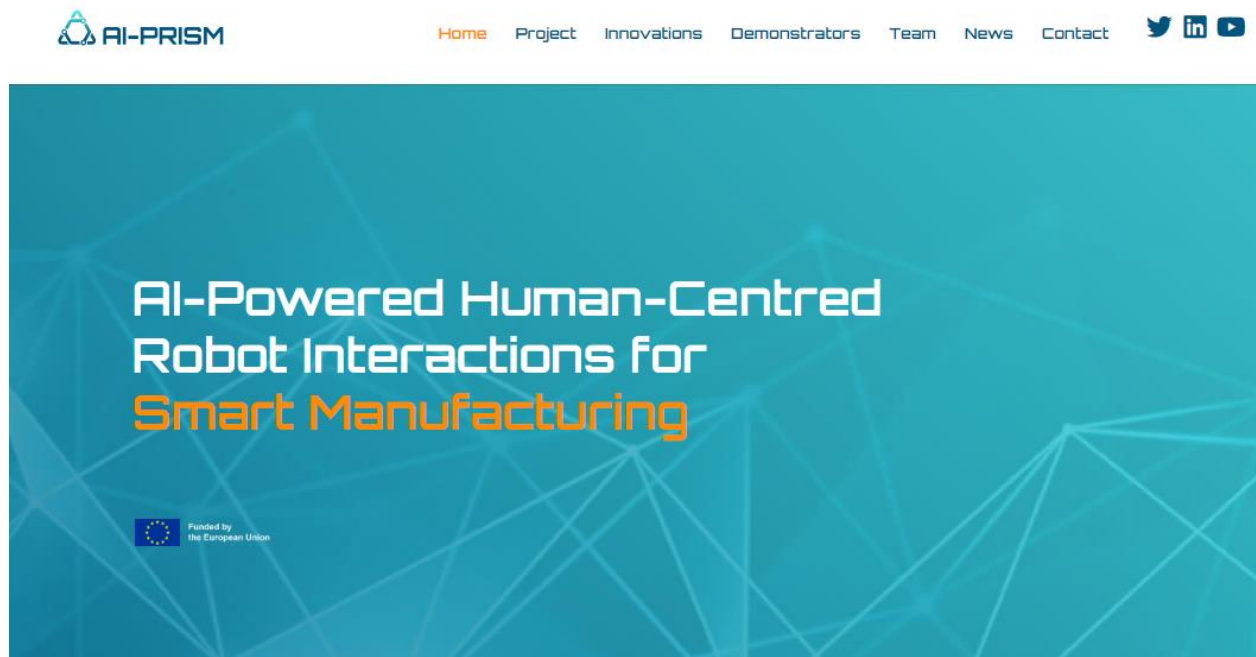 AI-PRISM
Home Project Innovations Demonstrators Team News Contact
AI-Powered Human-Centred
Robot Interactions for
Smart Manufacturing
Funded by
the European Union